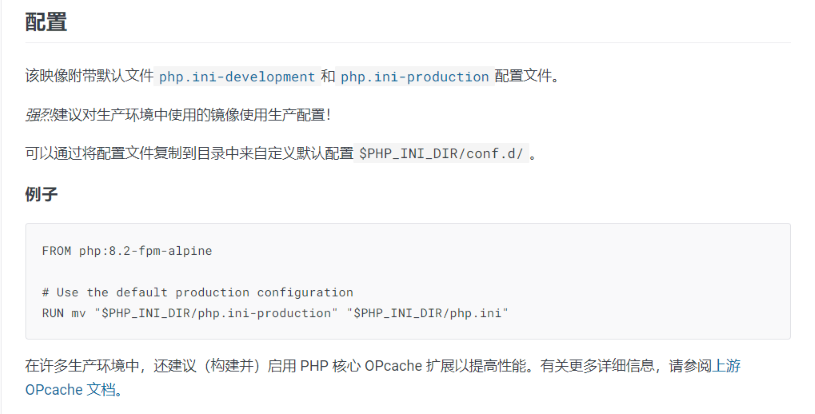 配置
该映像附带默认文件 php.ini-development 和 php.ini-production 配置文件。
强烈建议对生产环境中使用的镜像使用生产配置！
可以通过将配置文件复制到目录中来自定义默认配置 $PHP_INI_DIR/conf.d/ 。
例子
FROM php:8.2-fpm-alpine
# Use the default production configuration
RUN mv "$PHP_INI_DIR/php.ini-production" "$PHP_INI_DIR/php.ini"
在许多生产环境中，还建议（构建并）启用 PHP 核心 OPcache 扩展以提高性能。有关更多详细信息，请参阅上游
OPcache 文档。